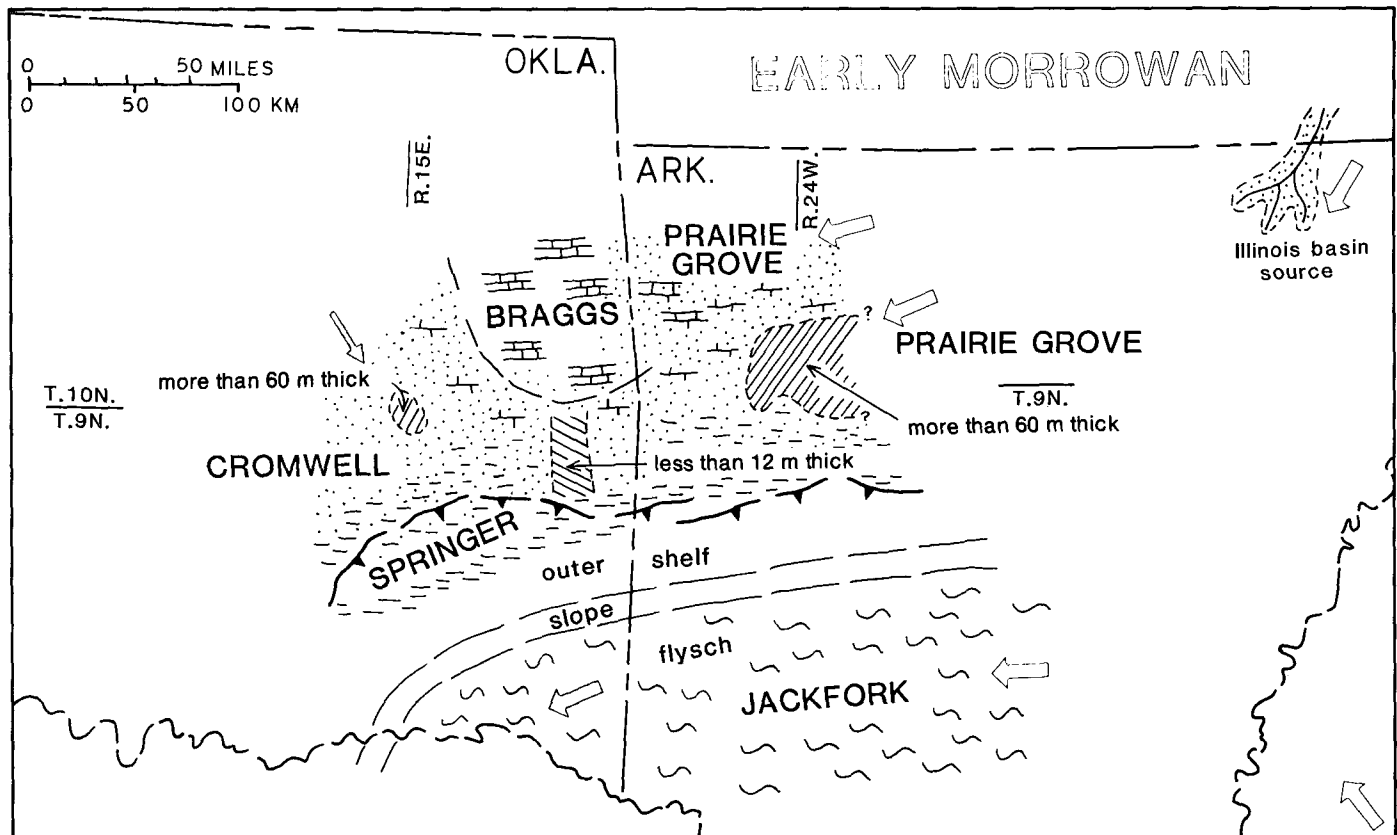 0 50 MILES
0 50 100 KM
OKLA.
EARLY MORROWAN
R.15E.
ARK.
R.24W.
PRAIRIE
GROVE
Illinois basin
source
BRAGGS
?
PRAIRIE GROVE
more than 60 m thick
T.10N.
T.9N.
T.9N.
?
more than 60 m thick
CROMWELL
less than 12 m thick
SPRINGER
outer shelf
slope
flysch
JACKFORK